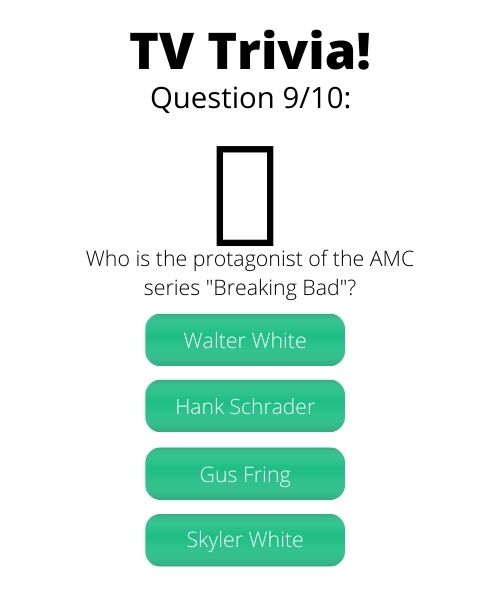 TV Trivia!
Question 9/10:
Who is the protagonist of the AMC
series "Breaking Bad"?
Walter White
Hank Schrader
Gus Fring
Skyler White